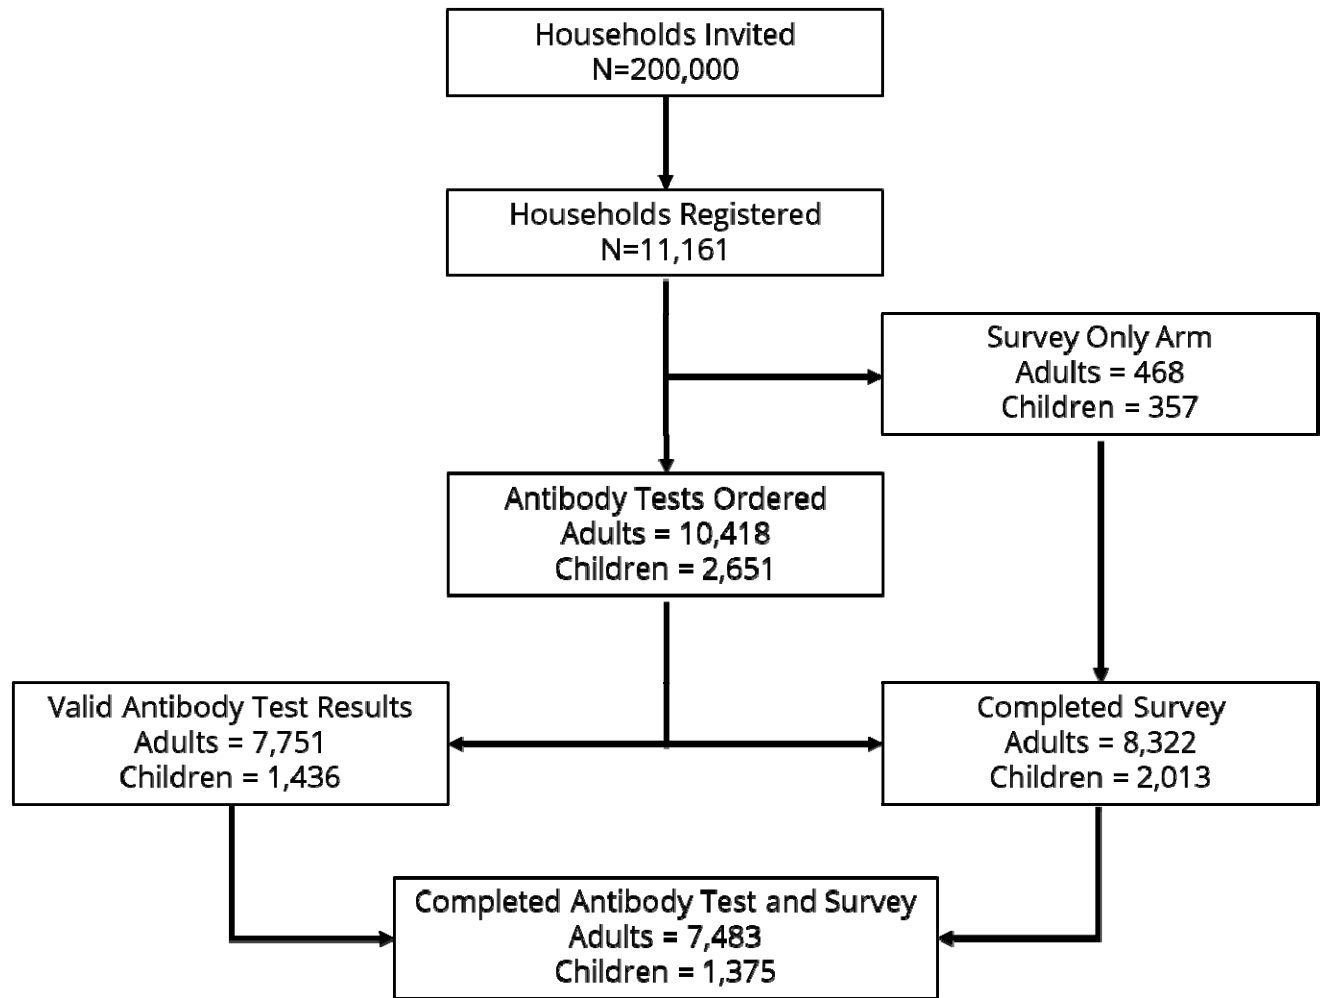 Households Invited
N=200,000
Households Registered
N=11,161
Survey Only Arm
Adults = 468
Children = 357
Antibody Tests Ordered
Adults = 10,418
Children = 2,651
Valid Antibody Test Results
Adults = 7,751
Children = 1,436
Completed Survey
Adults = 8,322
Children = 2,013
Completed Antibody Test and Survey
Adults = 7,483
Children = 1,375